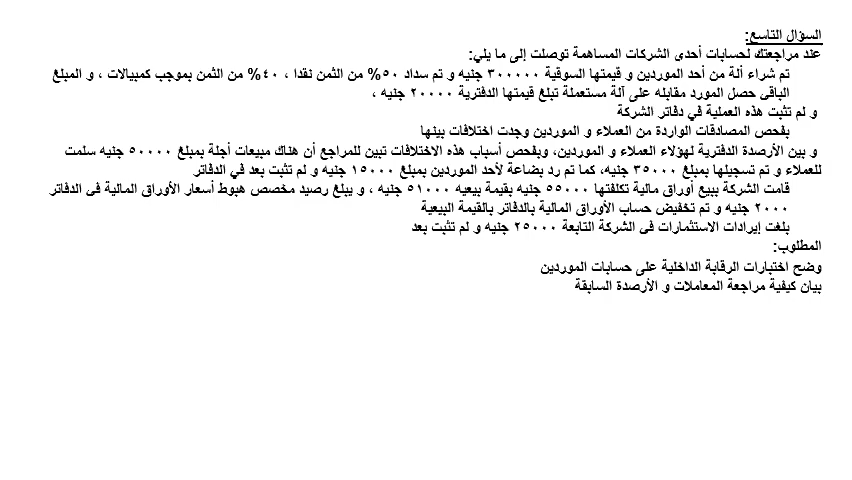 السؤال التاسع:
عند مراجعتك لحسابات أحدى الشركات المساهمة توصلت إلى ما يلي:
تم شراء آلة من أحد الموردين و قيمتها السوقية ٣٠٠٠٠٠ جنيه و تم سداد ٥٠% من الثمن نقدا ، ٤٠% من الثمن بموجب كمبيالات ، و المبلغ
الباقى حصل المورد مقابله على آلة مستعملة تبلغ قيمتها الدفترية ٢٠٠٠٠ جنيه ،
و لم تثبت هذه العملية في دفاتر الشركة
بفحص المصادقات الواردة من العملاء و الموردين وجدت اختلافات بينها
و بين الأرصدة الدفترية لهؤلاء العملاء و الموردين، وبفحص أسباب هذه الاختلافات تبين للمراجع أن هناك مبيعات أجلة بمبلغ ٥٠٠٠٠ جنيه سلمت
للعملاء و تم تسجيلها بمبلغ ٣٥٠٠٠ جنيه، كما تم رد بضاعة لأحد الموردين بمبلغ ١٥٠٠٠ جنيه و لم تثبت بعد في الدفاتر
قامت الشركة ببيع أوراق مالية تكلفتها ٥٥٠٠٠ جنيه بقيمة بيعيه ٥١٠٠٠ جنيه ، و يبلغ رصيد مخصص هبوط أسعار الأوراق المالية فى الدفاتر
٢٠٠٠ جنيه و تم تخفيض حساب الأوراق المالية بالدفاتر بالقيمة البيعية
بلغت إيرادات الاستثمارات فى الشركة التابعة ٢٥٠٠٠ جنيه و لم تثبت بعد
المطلوب:
وضح اختبارات الرقابة الداخلية على حسابات الموردين
بيان كيفية مراجعة المعاملات و الأرصدة السابقة